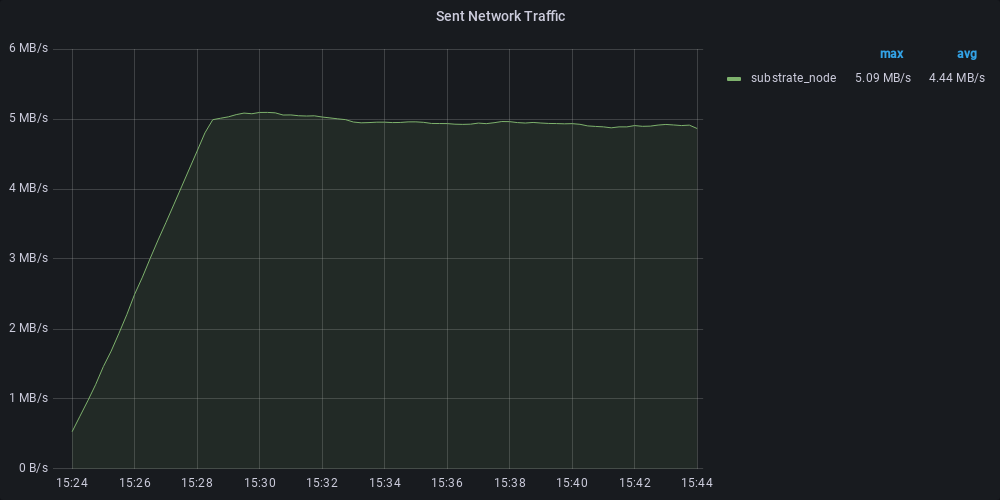 Sent Network Traffic
6 MB/s
5 MB/s
4 MB/s
3 MB/s
2 MB/s
1 MB/s
0 B/s
15:24 15:26 15:28 15:30 15:32 15:34 15:36 15:38 15:40 15:42 15:44
max avg
substrate_node 5.09 MB/s 4.44 MB/s